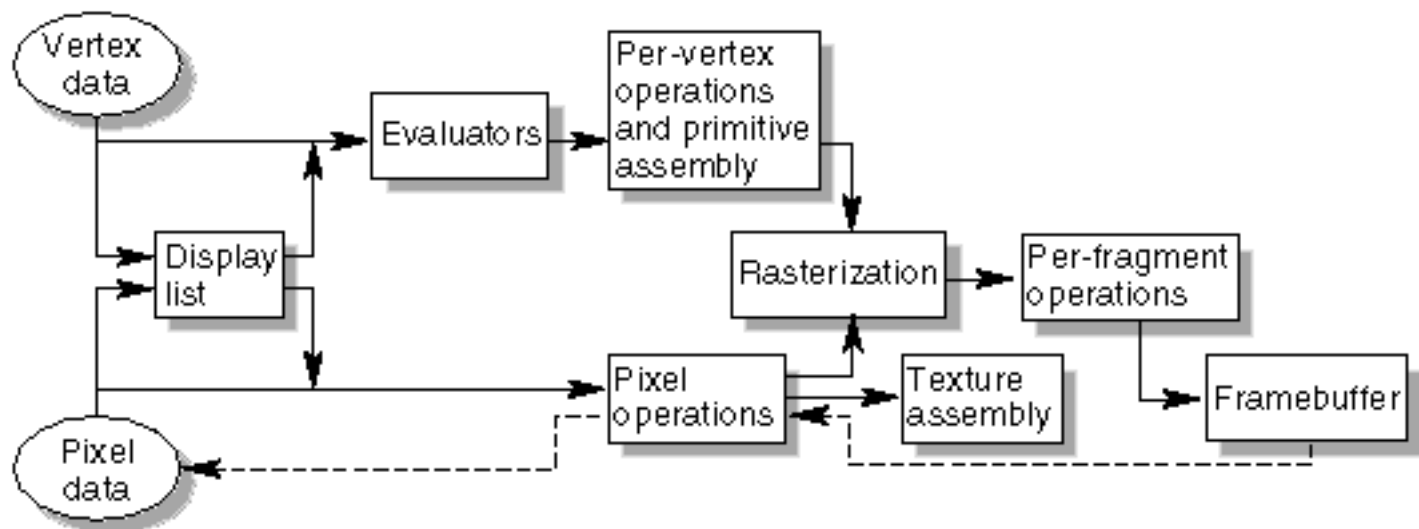 Vertex
data
Per-vertex
operations
and primitive
assembly
Evaluators
Display
list
Rasterization
Per-fragment
operations
Pixel
operations
Texture
assembly
Framebuffer
Pixel
data